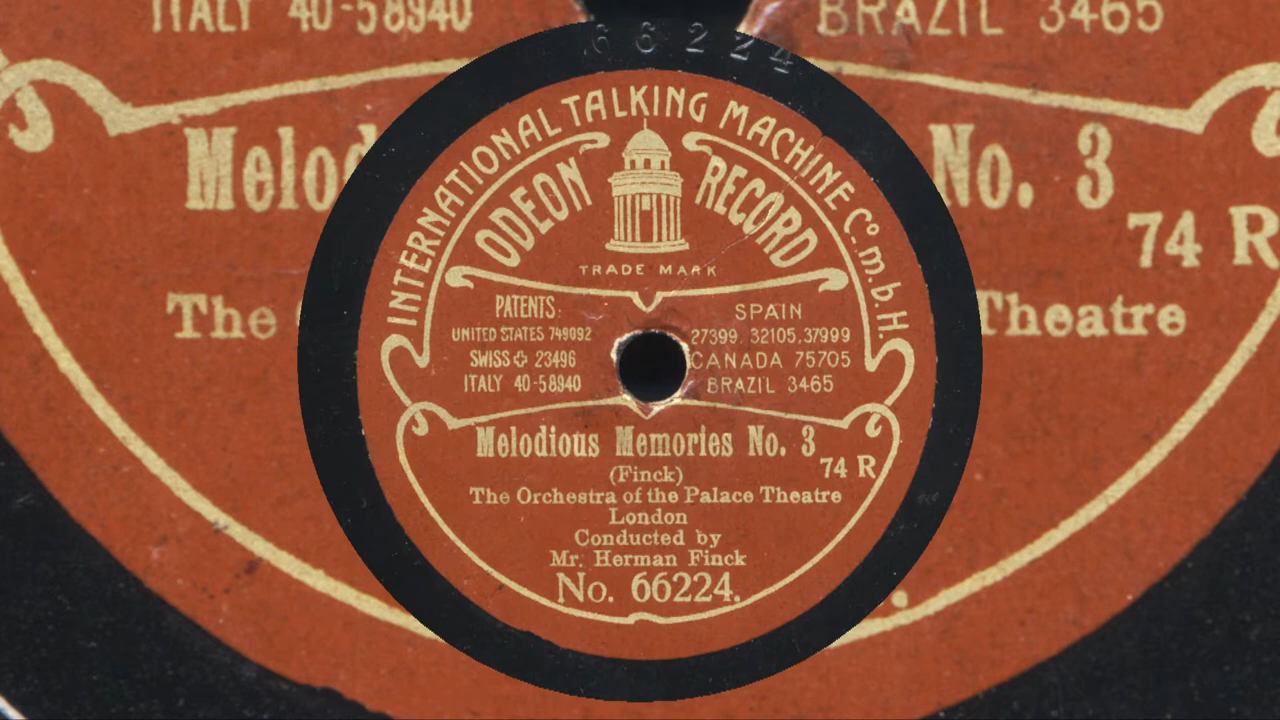 ITALY 40-58940
BRAZIL 3465
66224
INTERNATIONAL TALKING MACHINE Co. m.b.H.
ODEON RECORD
TRADE MARK
PATENTS:
UNITED STATES 749092
SWISS 23496
ITALY 40-58940
SPAIN
27399, 32105, 37999
CANADA 75705
BRAZIL 3465
Melodious Memories No. 3
74 R
(Finck)
The Orchestra of the Palace Theatre
London
Conducted by
Mr. Herman Finck
No. 66224.
No. 3
74 R
The
Theatre